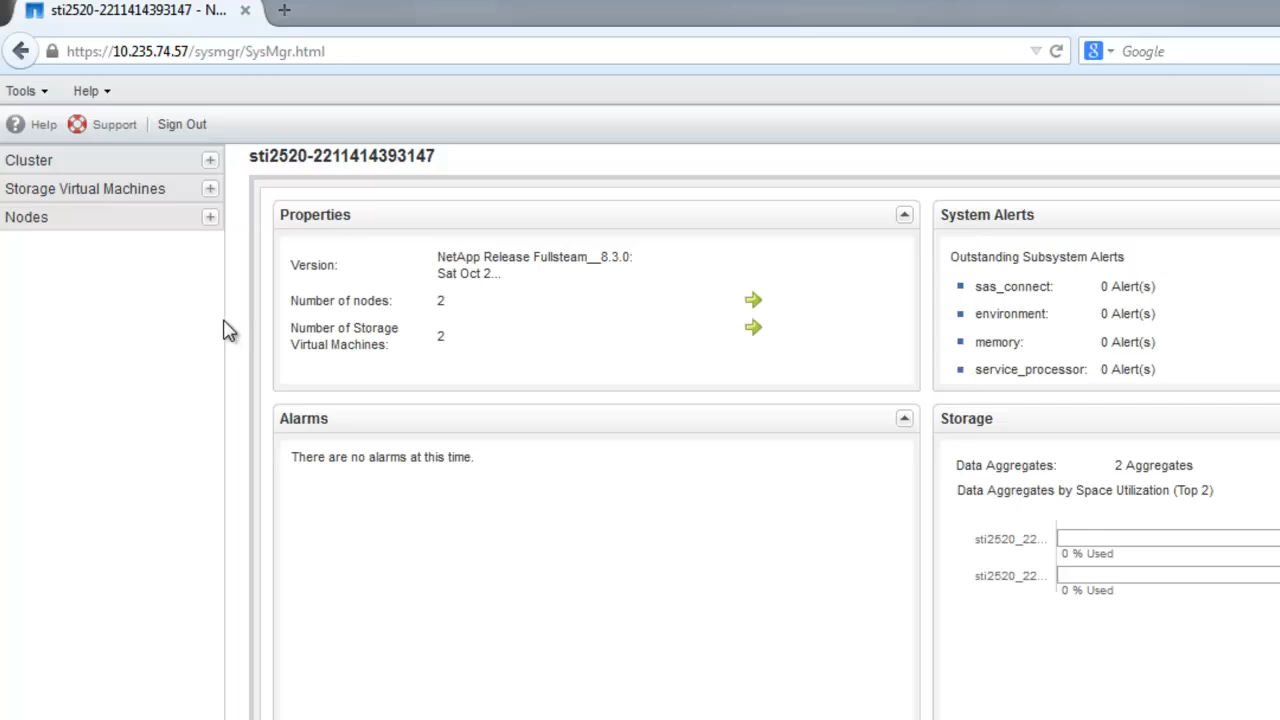 sti2520-2211414393147 - N...
https://10.235.74.57/sysmgr/SysMgr.html
Google
Tools
Help
Help
Support
Sign Out
Cluster
Storage Virtual Machines
Nodes
sti2520-2211414393147
Properties
Version:
NetApp Release Fullsteam__8.3.0:
Sat Oct 2...
Number of nodes:
2
Number of Storage
Virtual Machines:
2
System Alerts
Outstanding Subsystem Alerts
sas_connect: 0 Alert(s)
environment: 0 Alert(s)
memory: 0 Alert(s)
service_processor: 0 Alert(s)
Alarms
There are no alarms at this time.
Storage
Data Aggregates: 2 Aggregates
Data Aggregates by Space Utilization (Top 2)
sti2520_22...
0 % Used
sti2520_22...
0 % Used